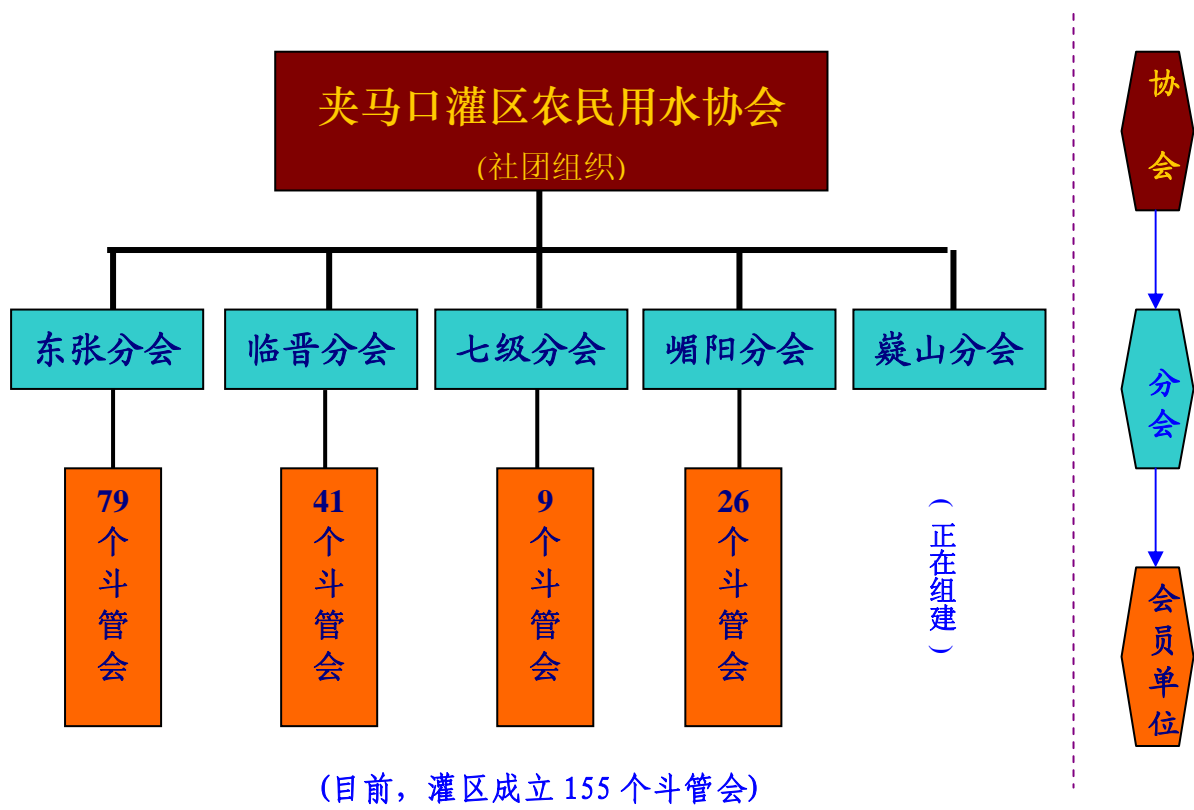 夹马口灌区农民用水协会
(社团组织)
东张分会
临晋分会
七级分会
嵋阳分会
嶷山分会
79个斗管会
41个斗管会
9个斗管会
26个斗管会
(正在组建)
(目前，灌区成立 155 个斗管会)
协会
分会
会员单位